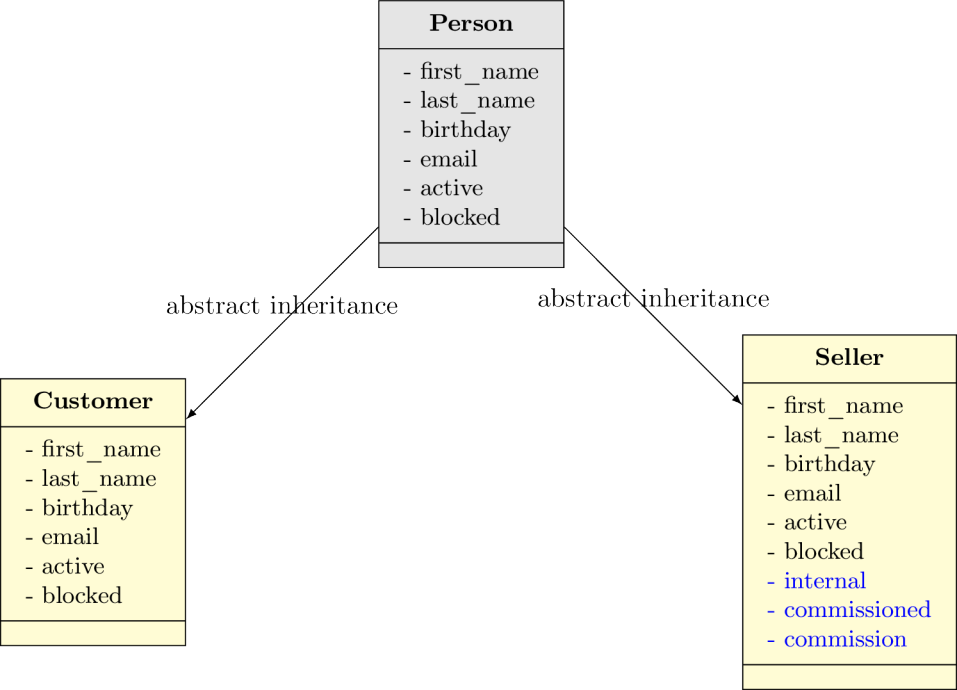 Person
- first_name
- last_name
- birthday
- email
- active
- blocked
abstract inheritance
abstract inheritance
Customer
- first_name
- last_name
- birthday
- email
- active
- blocked
Seller
- first_name
- last_name
- birthday
- email
- active
- blocked
- internal
- commissioned
- commission